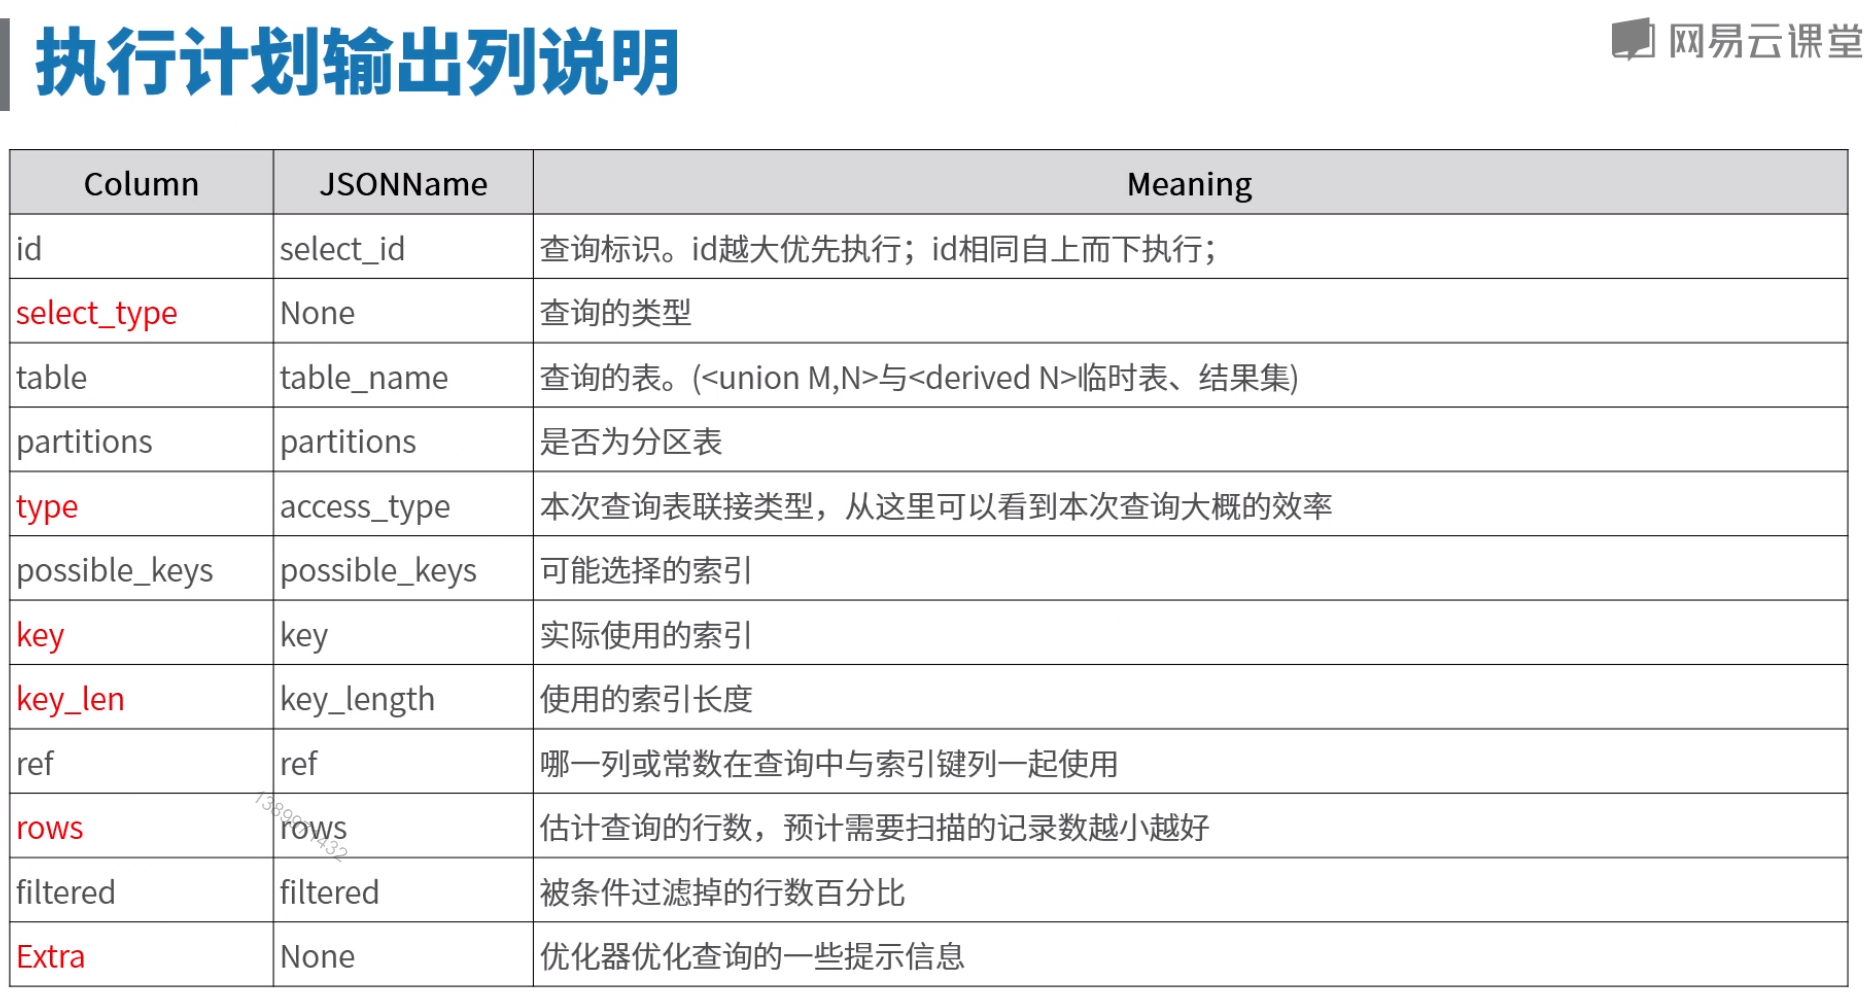 执行计划输出列说明
网易云课堂
Column JSONName Meaning
id select_id 查询标识。id越大优先执行；id相同自上而下执行；
select_type None 查询的类型
table table_name 查询的表。(<union M,N>与<derived N>临时表、结果集)
partitions partitions 是否为分区表
type access_type 本次查询表联接类型，从这里可以看到本次查询大概的效率
possible_keys possible_keys 可能选择的索引
key key 实际使用的索引
key_len key_length 使用的索引长度
ref ref 哪一列或常数在查询中与索引键列一起使用
rows rows 估计查询的行数，预计需要扫描的记录数越小越好
filtered filtered 被条件过滤掉的行数百分比
Extra None 优化器优化查询的一些提示信息